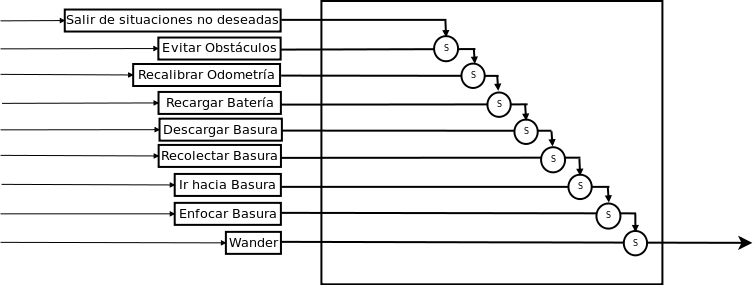 Salir de situaciones no deseadas
S
Evitar Obstáculos
S
Recalibrar Odometría
S
Recargar Batería
S
Descargar Basura
S
Recolectar Basura
S
Ir hacia Basura
S
Enfocar Basura
S
Wander